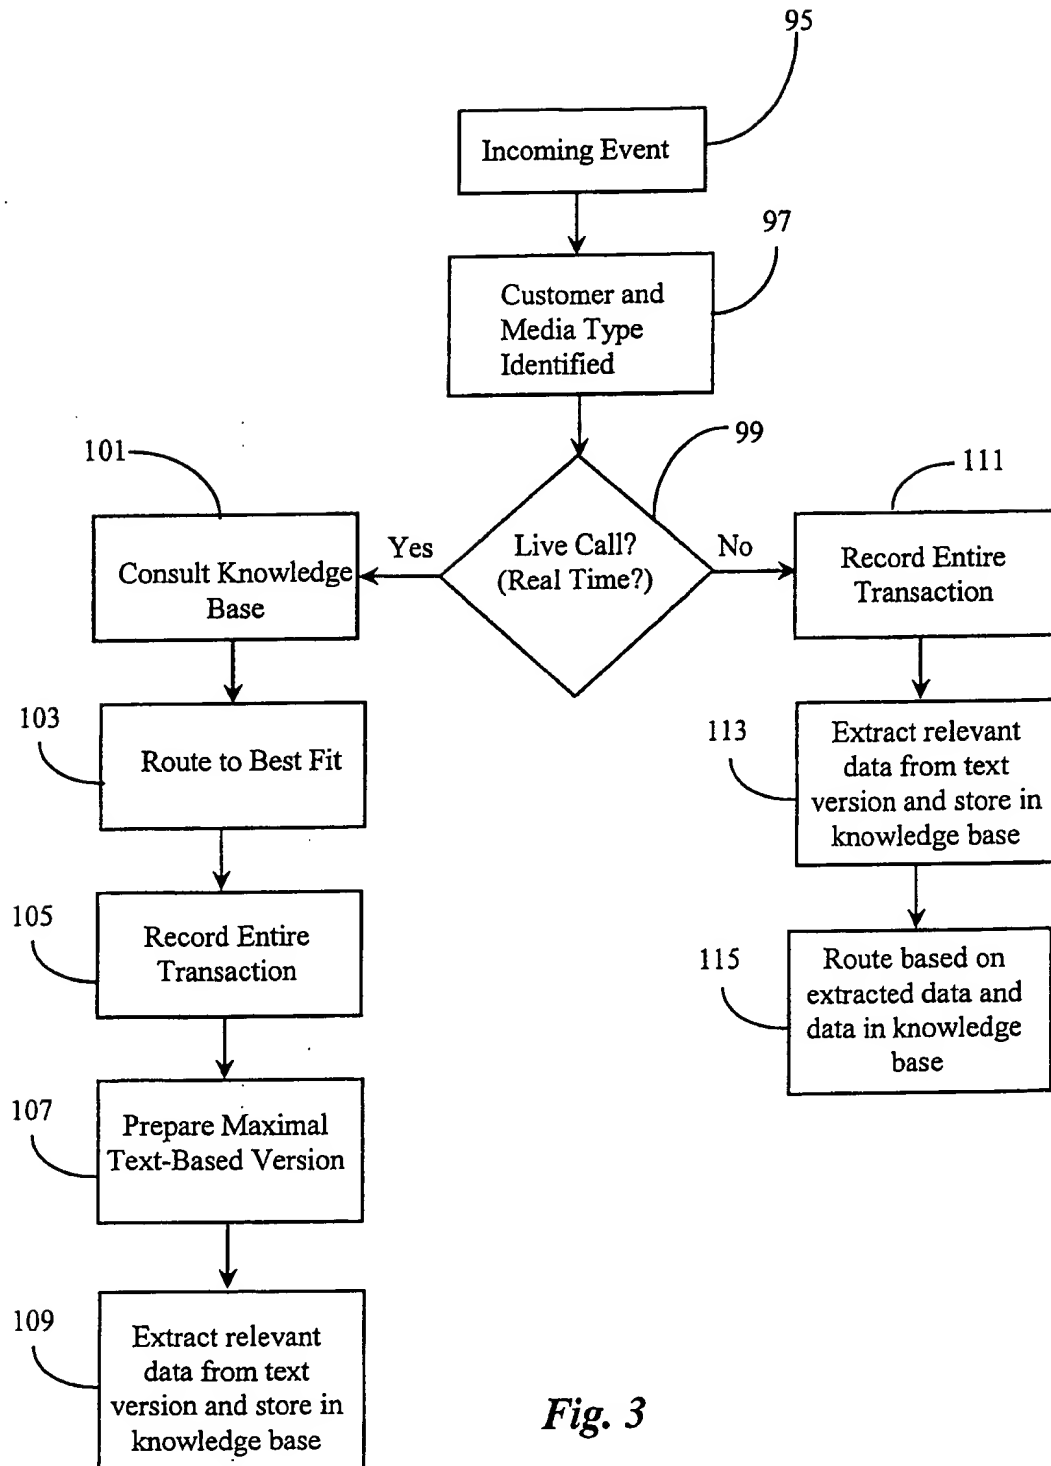 95
Incoming Event
97
Customer and
Media Type
Identified
99
Live Call?
(Real Time?)
Yes
No
101
Consult Knowledge
Base
103
Route to Best Fit
105
Record Entire
Transaction
107
Prepare Maximal
Text-Based Version
109
Extract relevant
data from text
version and store in
knowledge base
111
Record Entire
Transaction
113
Extract relevant
data from text
version and store in
knowledge base
115
Route based on
extracted data and
data in knowledge
base
Fig. 3